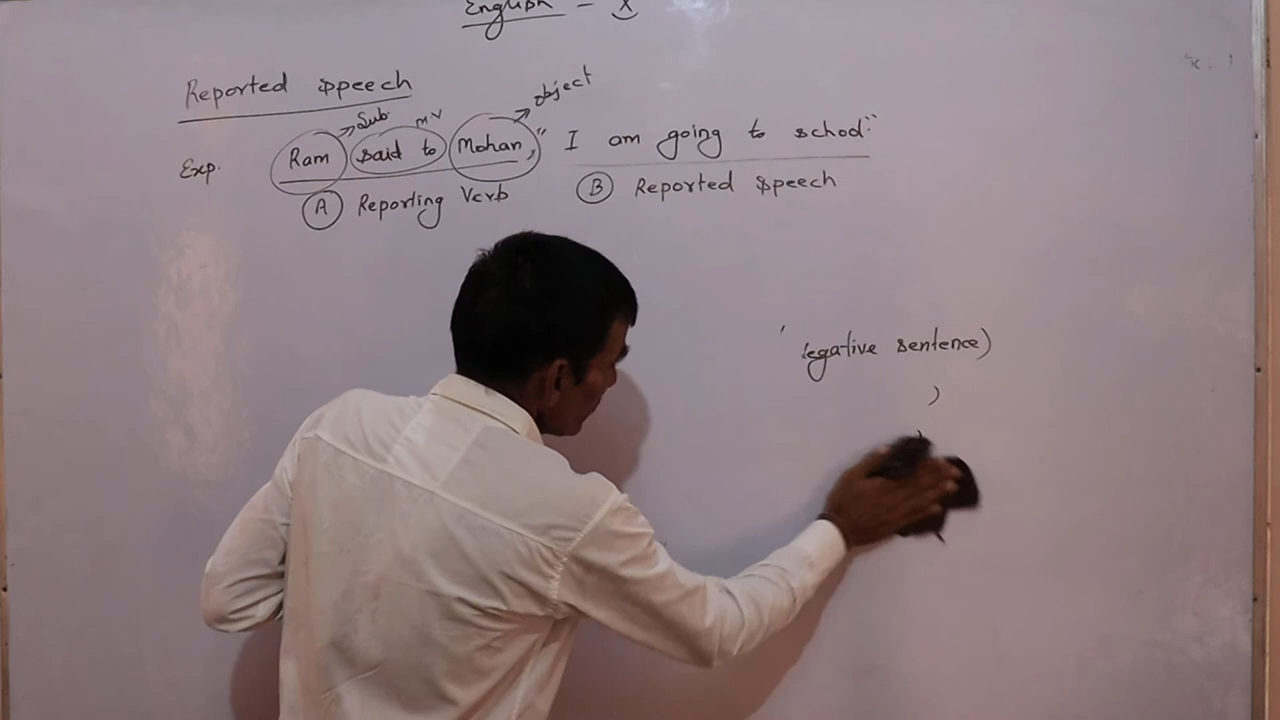 English - X
Reported speech
Sub
M.V
object
Exp. Ram said to Mohan, " I am going to school."
(A) Reporting Verb (B) Reported speech
egative sentence)
)